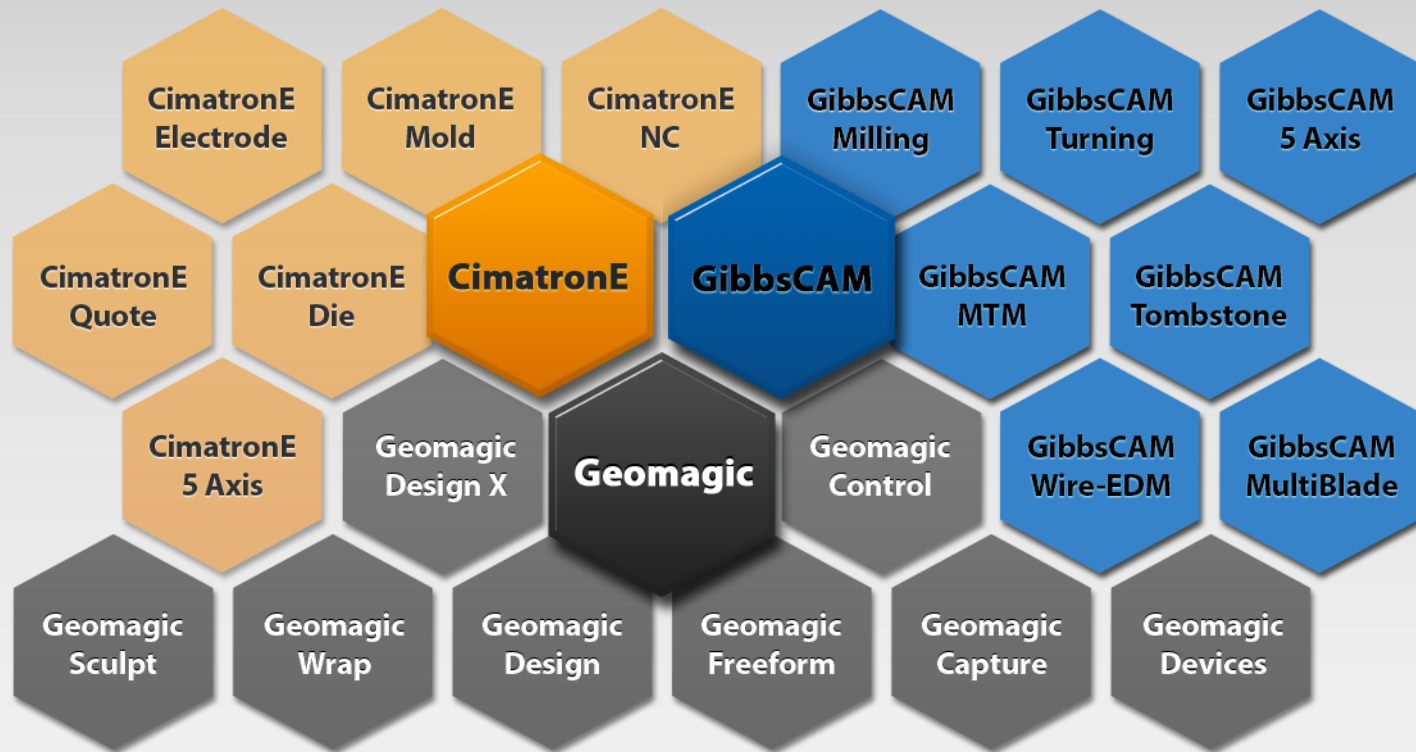 CimatronE
Electrode
CimatronE
Mold
CimatronE
NC
GibbsCAM
Milling
GibbsCAM
Turning
GibbsCAM
5 Axis
CimatronE
Quote
CimatronE
Die
CimatronE
GibbsCAM
GibbsCAM
MTM
GibbsCAM
Tombstone
CimatronE
5 Axis
Geomagic
Design X
Geomagic
Geomagic
Control
GibbsCAM
Wire-EDM
GibbsCAM
MultiBlade
Geomagic
Sculpt
Geomagic
Wrap
Geomagic
Design
Geomagic
Freeform
Geomagic
Capture
Geomagic
Devices